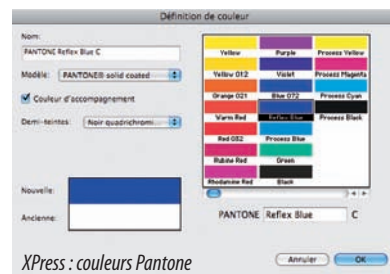 Définition de couleur
Nom:
PANTONE Reflex Blue C
Modèle: PANTONE® solid coated
Couleur d'accompagnement
Demi-teintes: Noir quadrichromi...
Nouvelle:
Ancienne:
Yellow Purple Process Yellow
Yellow 012 Violet Process Magenta
Orange 021 Blue 072 Process Cyan
Warm Red Reflex Blue Process Black
Red 032 Process Blue
Rubine Red Green
Rhodamine Red Black
PANTONE Reflex Blue C
Annuler OK
XPress : couleurs Pantone